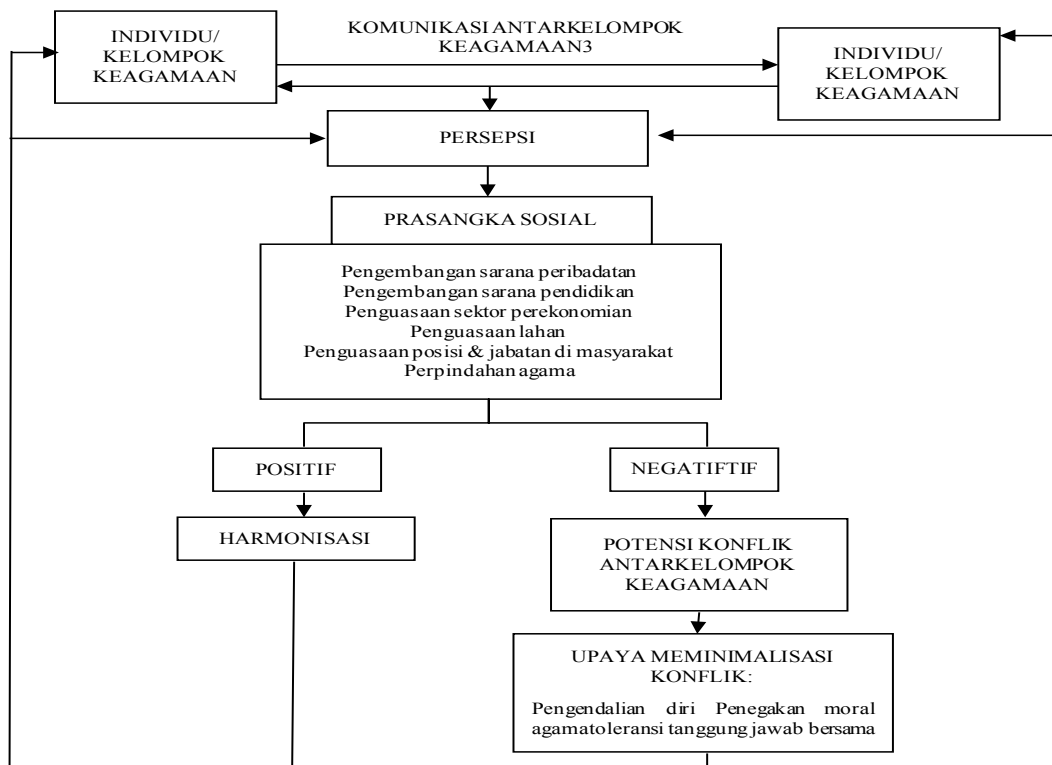 INDIVIDU/
KELOMPOK
KEAGAMAAN
KOMUNIKASI ANTARKELOMPOK
KEAGAMAAN3
INDIVIDU/
KELOMPOK
KEAGAMAAN
PERSEPSI
PRASANGKA SOSIAL
Pengembangan sarana peribadatan
Pengembangan sarana pendidikan
Penguasaan sektor perekonomian
Penguasaan lahan
Penguasaan posisi & jabatan di masyarakat
Perpindahan agama
POSITIF
NEGATIFTIF
HARMONISASI
POTENSI KONFLIK
ANTARKELOMPOK
KEAGAMAAN
UPAYA MEMINIMALISASI
KONFLIK:
Pengendalian diri Penegakan moral
agamatoleransi tanggung jawab bersama